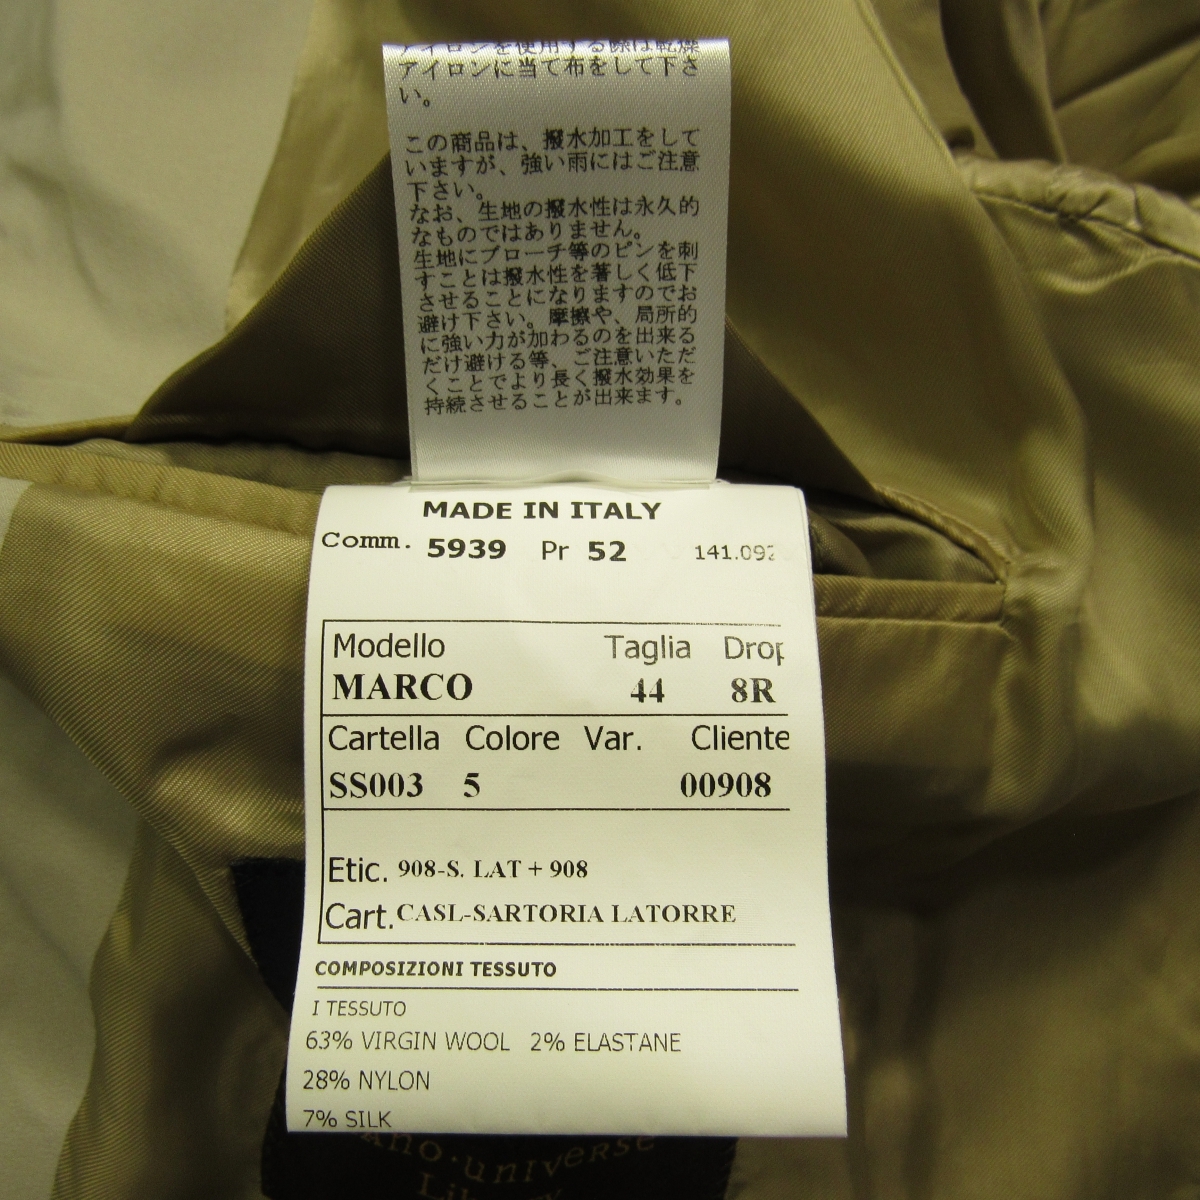 アイロンを使用する際は乾燥
アイロンに当て布をして下さ
い。
この商品は、撥水加工をして
いますが、強い雨にはご注意
下さい。
なお、生地の撥水性は永久的
なものではありません。
生地にブローチ等のピンを刺
すことは撥水性を著しく低下
させることになりますのでお
避け下さい。摩擦や、局所的
に強い力が加わるのを出来る
だけ避ける等、ご注意いただ
くことでより長く撥水効果を
持続させることが出来ます。
MADE IN ITALY
Comm. 5939 Pr 52 141.092
Modello Taglia Drop
MARCO 44 8R
Cartella Colore Var. Cliente
SS003 5 00908
Etic. 908-S. LAT + 908
Cart. CASL-SARTORIA LATORRE
COMPOSIZIONI TESSUTO
I TESSUTO
63% VIRGIN WOOL 2% ELASTANE
28% NYLON
7% SILK
ano·universe